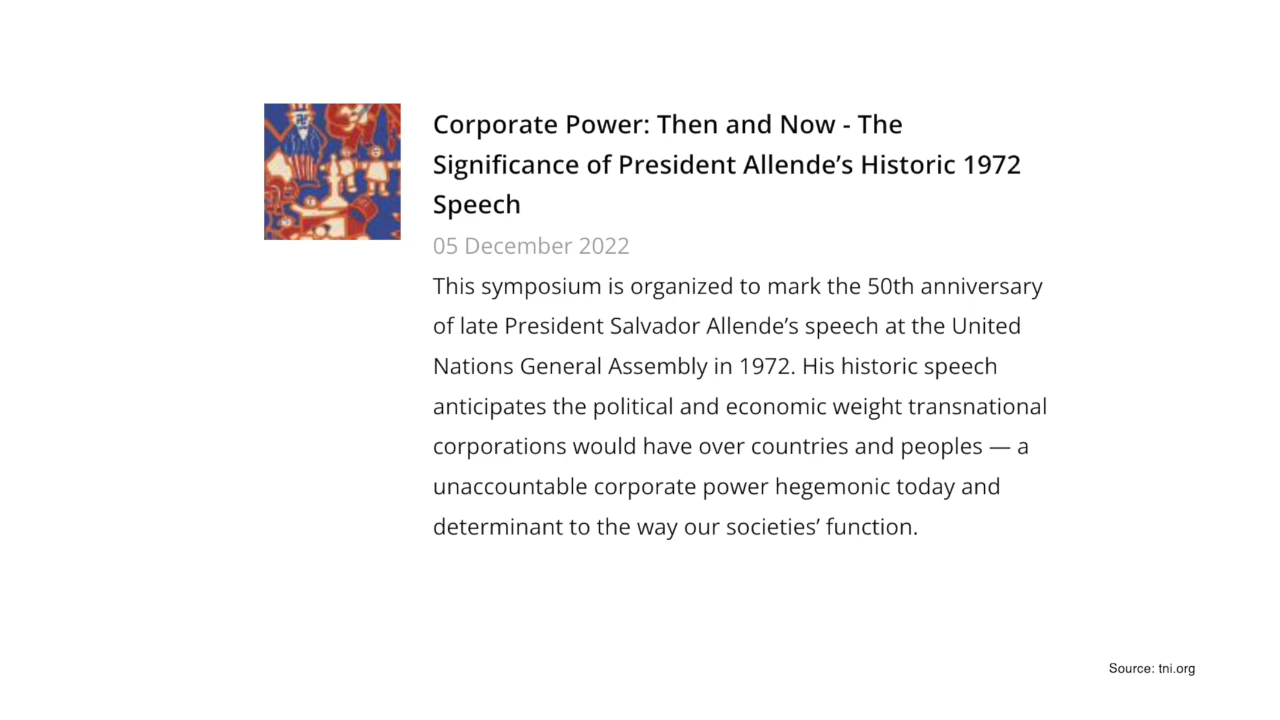 Corporate Power: Then and Now - The
Significance of President Allende’s Historic 1972
Speech
05 December 2022
This symposium is organized to mark the 50th anniversary
of late President Salvador Allende’s speech at the United
Nations General Assembly in 1972. His historic speech
anticipates the political and economic weight transnational
corporations would have over countries and peoples — a
unaccountable corporate power hegemonic today and
determinant to the way our societies’ function.
Source: tni.org